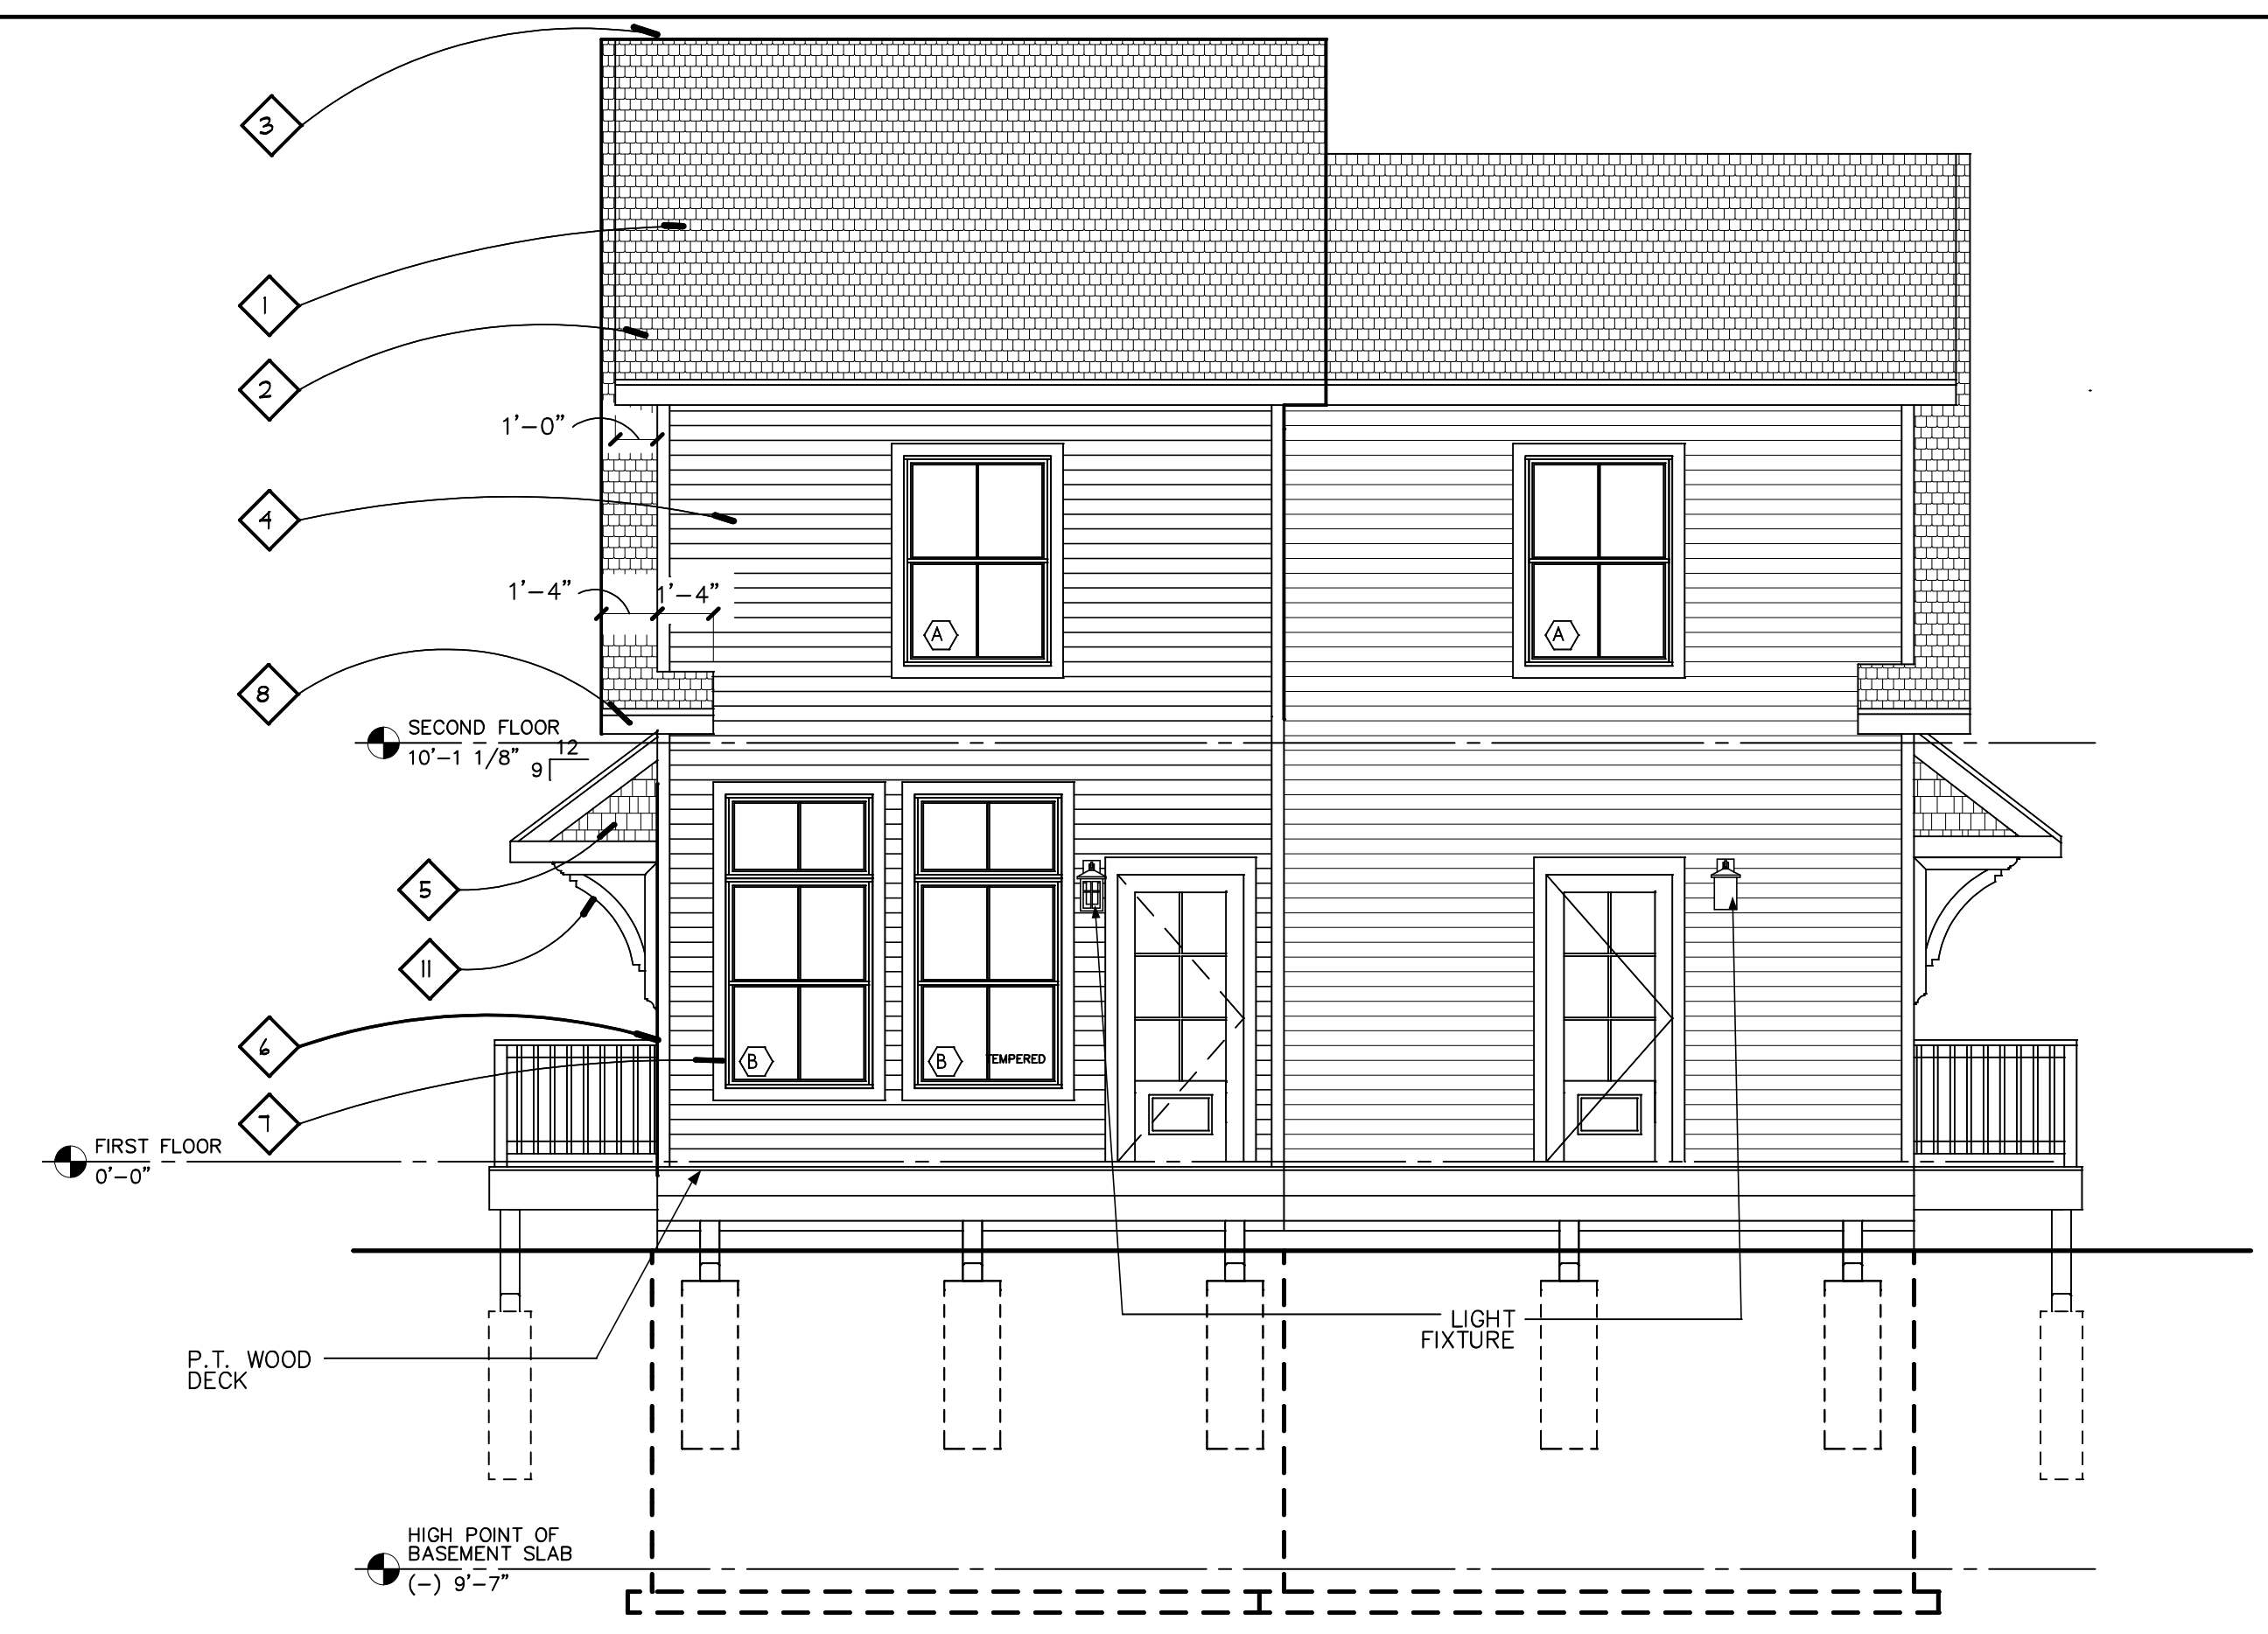 3
1
2
1'-0"
4
1'-4"
1'-4"
A
A
8
SECOND FLOOR
10'-1 1/8"
12
9
5
11
6
B
B
TEMPERED
7
FIRST FLOOR
0'-0"
LIGHT
FIXTURE
P.T. WOOD
DECK
HIGH POINT OF
BASEMENT SLAB
(-) 9'-7"